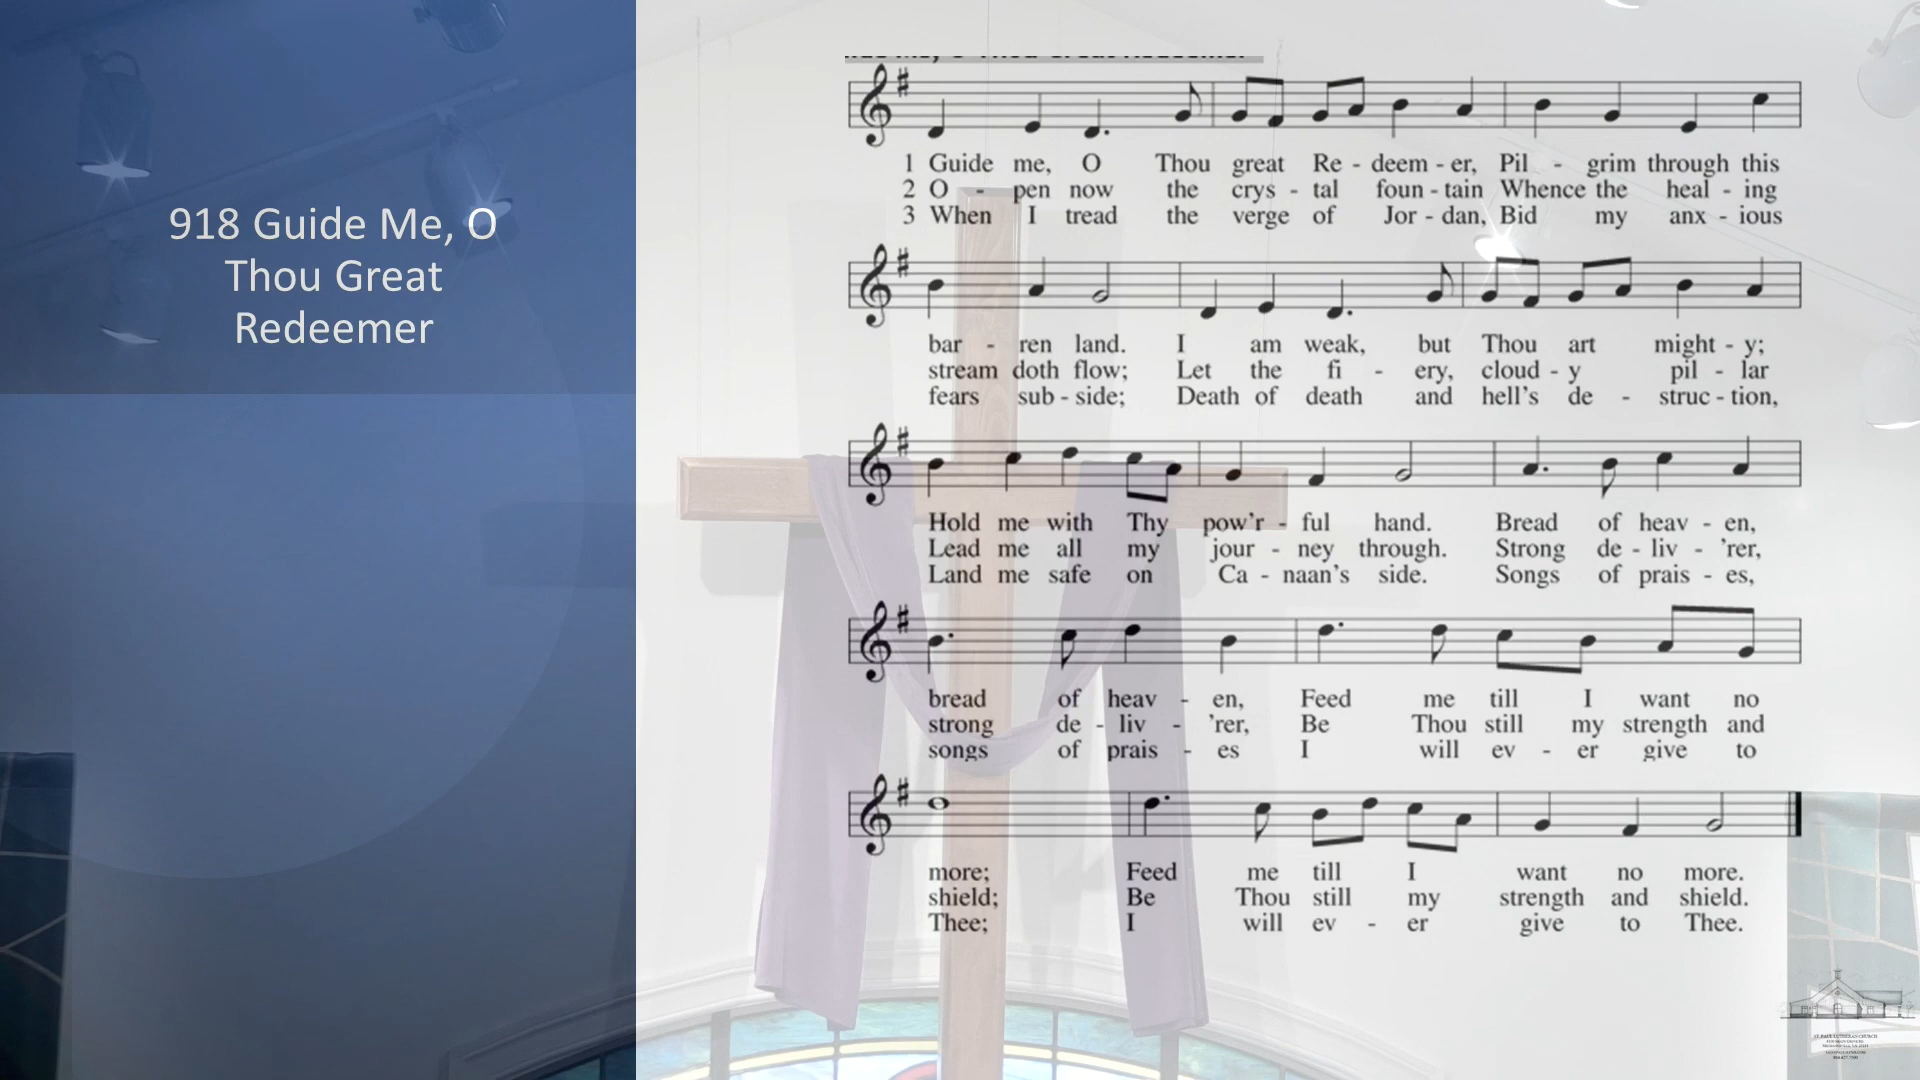 918 Guide Me, O
Thou Great
Redeemer
1 Guide me, O Thou great Re - deem - er, Pil - grim through this
2 O - pen now the crys - tal foun - tain Whence the heal - ing
3 When I tread the verge of Jor - dan, Bid my anx - ious
bar - ren land. I am weak, but Thou art might - y;
stream doth flow; Let the fi - ery, cloud - y pil - lar
fears sub - side; Death of death and hell's de - struc - tion,
Hold me with Thy pow'r - ful hand. Bread of heav - en,
Lead me all my jour - ney through. Strong de - liv - 'rer,
Land me safe on Ca - naan's side. Songs of prais - es,
bread of heav - en, Feed me till I want no
strong de - liv - 'rer, Be Thou still my strength and
songs of prais - es I will ev - er give to
more; Feed me till I want no more.
shield; Be Thou still my strength and shield.
Thee; I will ev - er give to Thee.
ST. PAUL LUTHERAN CHURCH